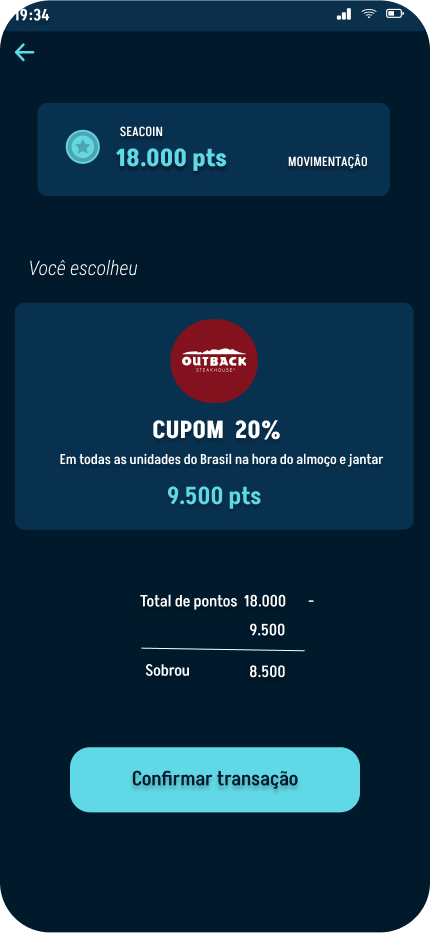 19:34
SEACOIN
18.000 pts
MOVIMENTAÇÂO
Você escolheu
OUTBACK
STEAKHOUSE®
CUPOM 20%
Em todas as unidades do Brasil na hora do almoço e jantar
9.500 pts
Total de pontos 18.000 -
9.500
Sobrou 8.500
Confirmar transação